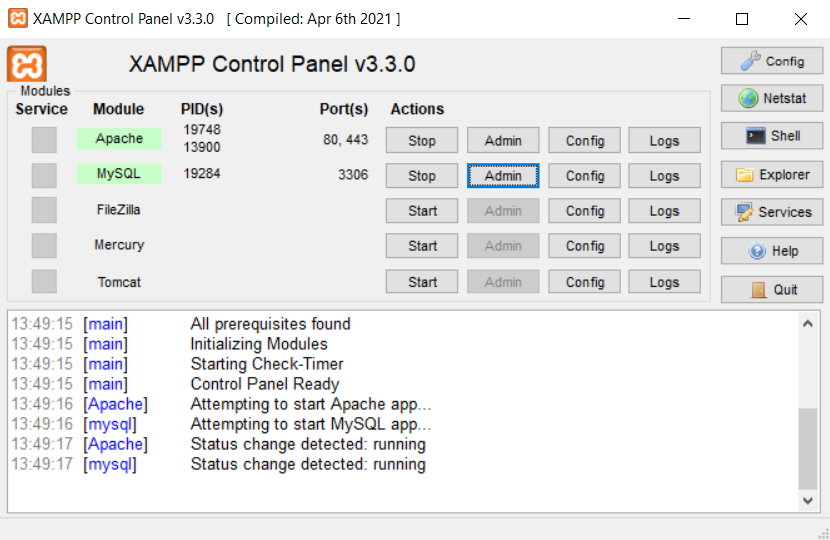 XAMPP Control Panel v3.3.0 [ Compiled: Apr 6th 2021 ]
XAMPP Control Panel v3.3.0
Config
Modules
Service Module PID(s) Port(s) Actions
Netstat
Apache 19748 13900 80, 443 Stop Admin Config Logs
Shell
MySQL 19284 3306 Stop Admin Config Logs
Explorer
FileZilla Start Admin Config Logs
Services
Mercury Start Admin Config Logs
Help
Tomcat Start Admin Config Logs
Quit
13:49:15 [main] All prerequisites found
13:49:15 [main] Initializing Modules
13:49:15 [main] Starting Check-Timer
13:49:15 [main] Control Panel Ready
13:49:16 [Apache] Attempting to start Apache app...
13:49:16 [mysql] Attempting to start MySQL app...
13:49:17 [Apache] Status change detected: running
13:49:17 [mysql] Status change detected: running